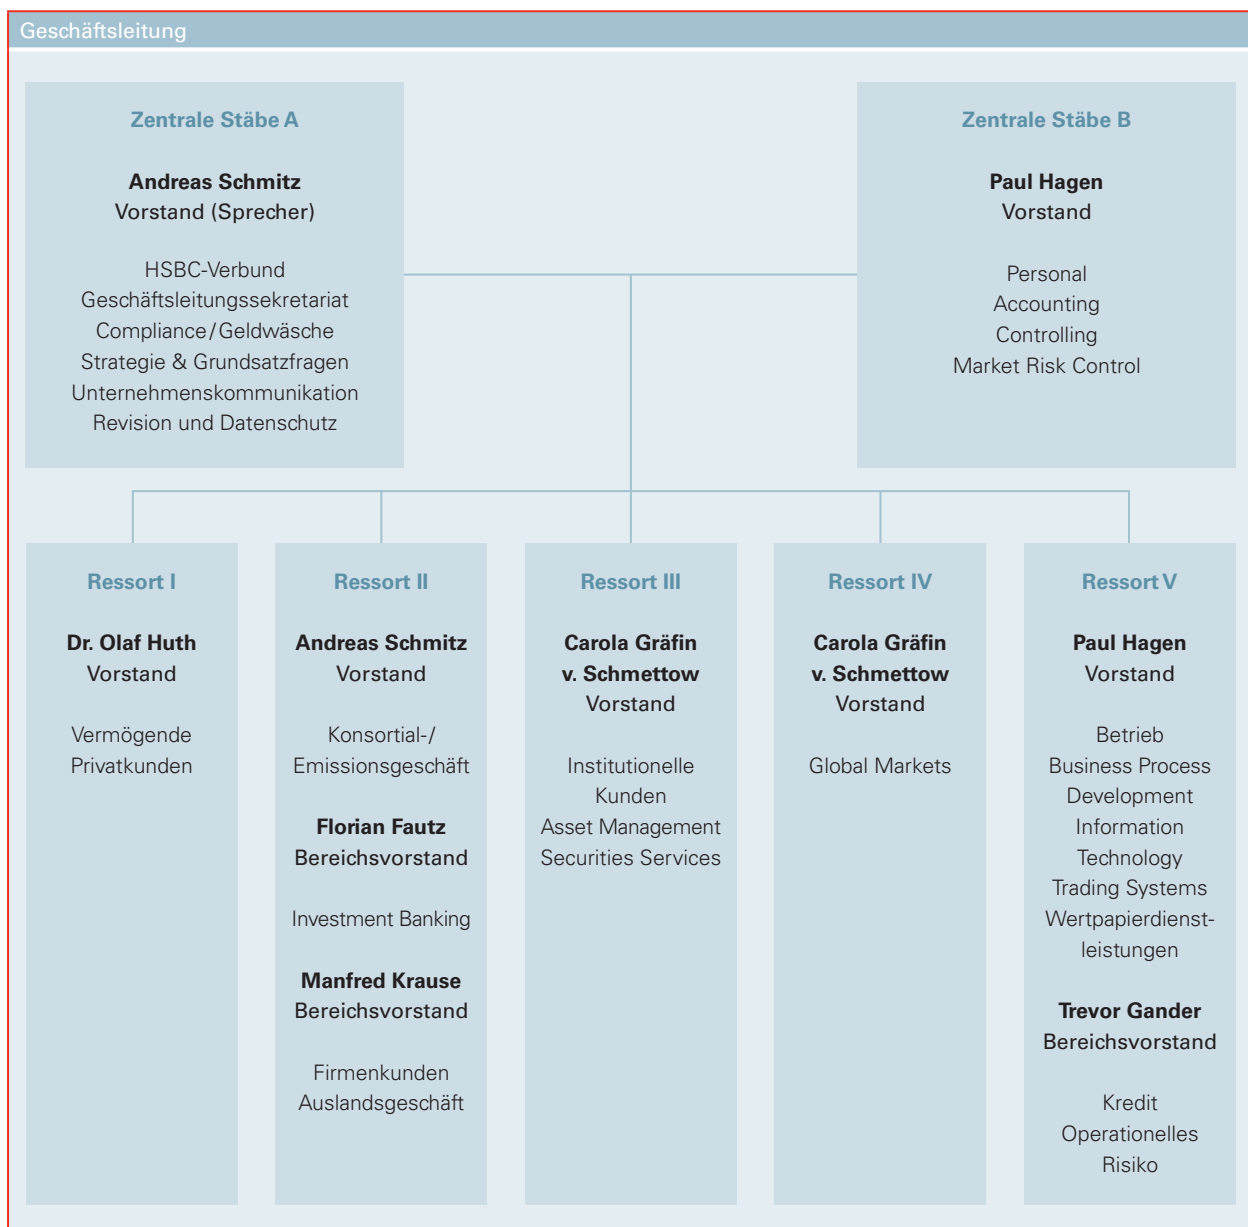 Geschäftsleitung
Zentrale Stäbe A
Andreas Schmitz
Vorstand (Sprecher)
HSBC-Verbund
Geschäftsleitungssekretariat
Compliance/Geldwäsche
Strategie & Grundsatzfragen
Unternehmenskommunikation
Revision und Datenschutz
Zentrale Stäbe B
Paul Hagen
Vorstand
Personal
Accounting
Controlling
Market Risk Control
Ressort I
Dr. Olaf Huth
Vorstand
Vermögende
Privatkunden
Ressort II
Andreas Schmitz
Vorstand
Konsortial-/
Emissionsgeschäft
Florian Fautz
Bereichsvorstand
Investment Banking
Manfred Krause
Bereichsvorstand
Firmenkunden
Auslandsgeschäft
Ressort III
Carola Gräfin
v. Schmettow
Vorstand
Institutionelle
Kunden
Asset Management
Securities Services
Ressort IV
Carola Gräfin
v. Schmettow
Vorstand
Global Markets
Ressort V
Paul Hagen
Vorstand
Betrieb
Business Process
Development
Information
Technology
Trading Systems
Wertpapierdienst-
leistungen
Trevor Gander
Bereichsvorstand
Kredit
Operationelles
Risiko